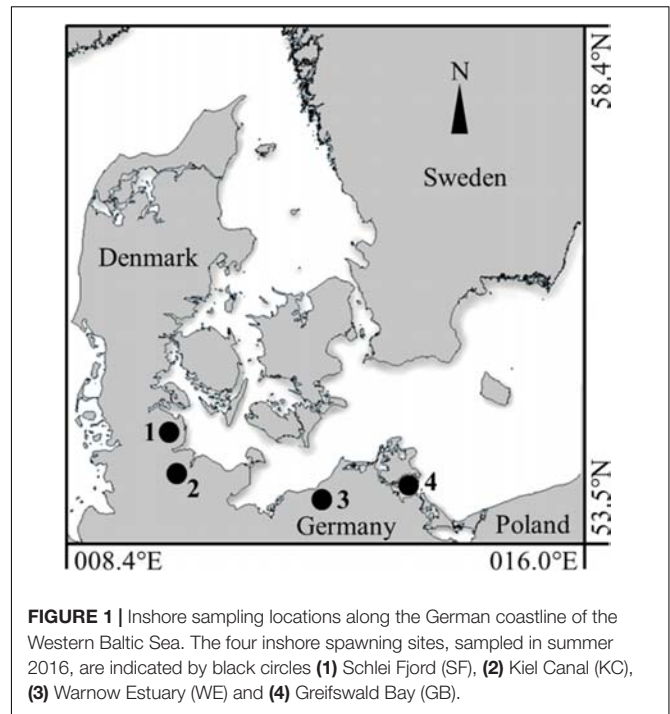 N
58.4°N
Sweden
Denmark
1
2
3
4
Germany
Poland
53.5°N
008.4°E
016.0°E
FIGURE 1 | Inshore sampling locations along the German coastline of the
Western Baltic Sea. The four inshore spawning sites, sampled in summer
2016, are indicated by black circles (1) Schlei Fjord (SF), (2) Kiel Canal (KC),
(3) Warnow Estuary (WE) and (4) Greifswald Bay (GB).